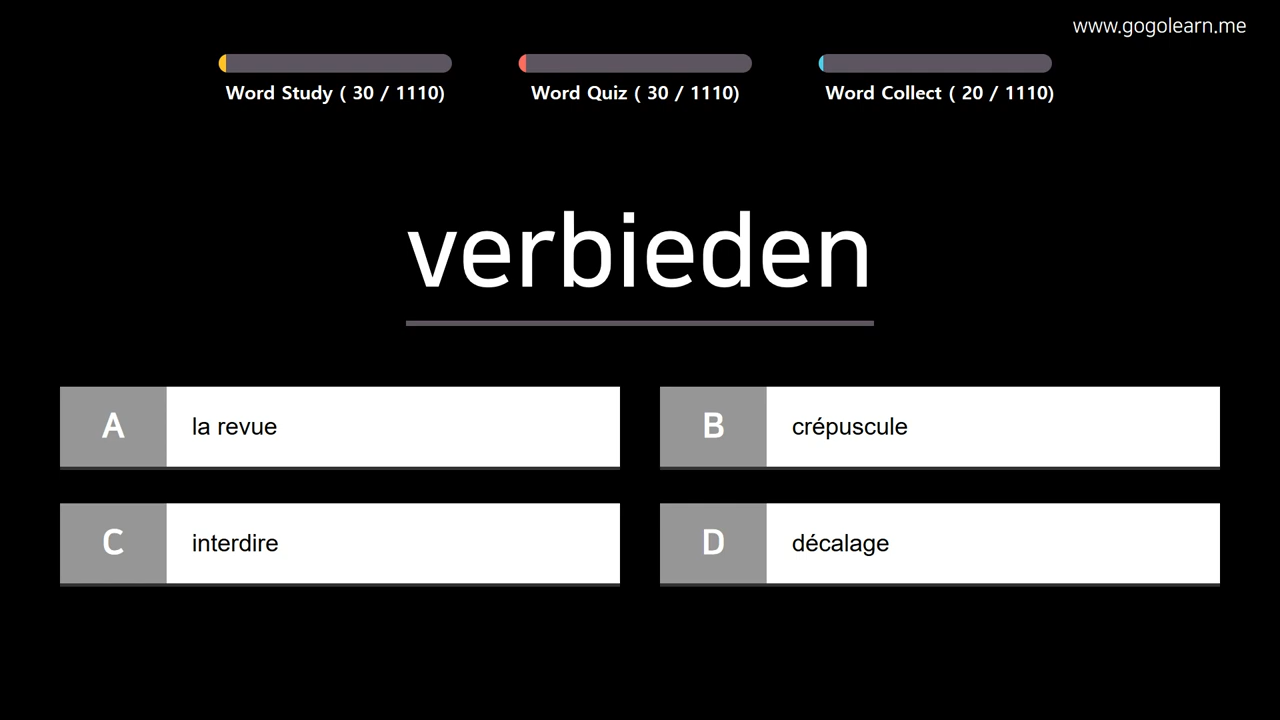 www.gogolearn.me
Word Study ( 30 / 1110)
Word Quiz ( 30 / 1110)
Word Collect ( 20 / 1110)
verbieden
A la revue
B crépuscule
C interdire
D décalage